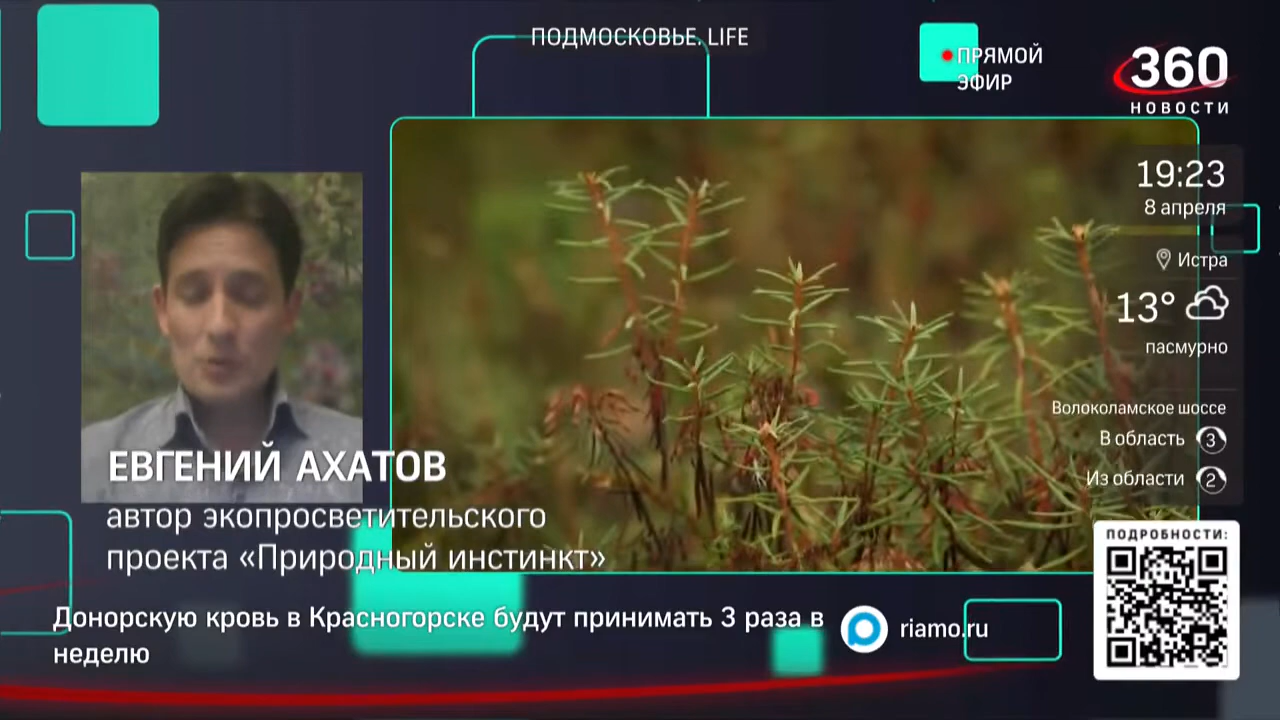 ПОДМОСКОВЬЕ. LIFE
ПРЯМОЙ
ЭФИР
360
НОВОСТИ
19:23
8 апреля
Истра
13°
пасмурно
Волоколамское шоссе
В область 3
Из области 2
ЕВГЕНИЙ АХАТОВ
автор экопросветительского
проекта «Природный инстинкт»
ПОДРОБНОСТИ:
Донорскую кровь в Красногорске будут принимать 3 раза в
неделю
riamo.ru